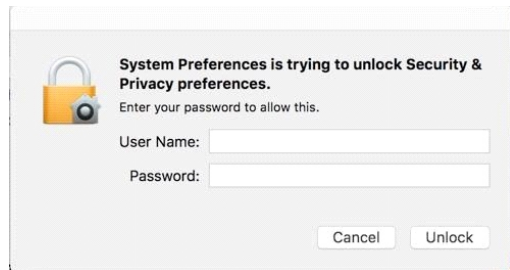 System Preferences is trying to unlock Security &
Privacy preferences.
Enter your password to allow this.
User Name:
Password:
Cancel
Unlock